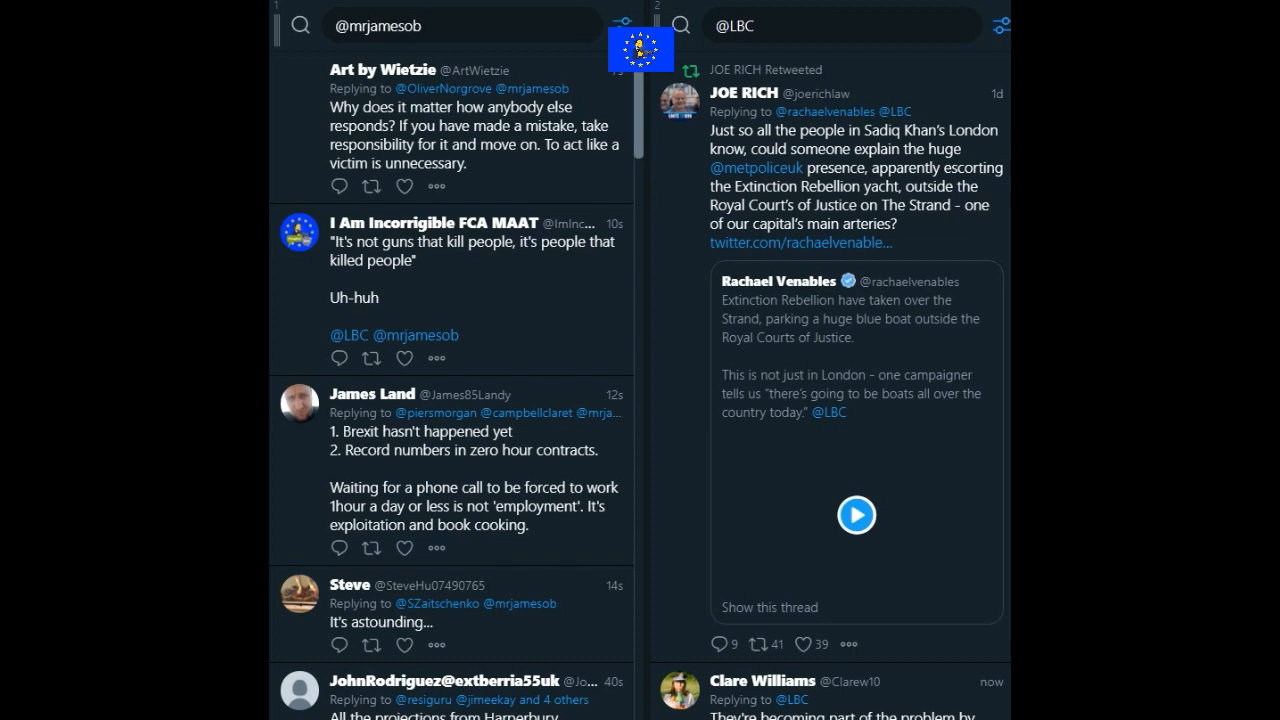 1
@mrjamesob
Art by Wietzie @ArtWietzie
Replying to @OliverNorgrove @mrjamesob
Why does it matter how anybody else
responds? If you have made a mistake, take
responsibility for it and move on. To act like a
victim is unnecessary.
I Am Incorrigible FCA MAAT @ImInc... 10s
"It's not guns that kill people, it's people that
killed people"
Uh-huh
@LBC @mrjamesob
James Land @James85Landy 12s
Replying to @piersmorgan @campbellclaret @mrja...
1. Brexit hasn't happened yet
2. Record numbers in zero hour contracts.
Waiting for a phone call to be forced to work
1hour a day or less is not 'employment'. It's
exploitation and book cooking.
Steve @SteveHu07490765 14s
Replying to @SZaitschenko @mrjamesob
It's astounding...
JohnRodriguez@extberria55uk @Jo... 40s
Replying to @resiguru @jimeekay and 4 others
All the projections from Harperbury
2
@LBC
JOE RICH Retweeted
JOE RICH @joerichlaw 1d
Replying to @rachaelvenables @LBC
Just so all the people in Sadiq Khan's London
know, could someone explain the huge
@metpoliceuk presence, apparently escorting
the Extinction Rebellion yacht, outside the
Royal Court's of Justice on The Strand - one
of our capital's main arteries?
twitter.com/rachaelvenable...
Rachael Venables @rachaelvenables
Extinction Rebellion have taken over the
Strand, parking a huge blue boat outside the
Royal Courts of Justice.
This is not just in London - one campaigner
tells us "there's going to be boats all over the
country today." @LBC
Show this thread
9 41 39
Clare Williams @Clarew10 now
Replying to @LBC
They're becoming part of the problem by